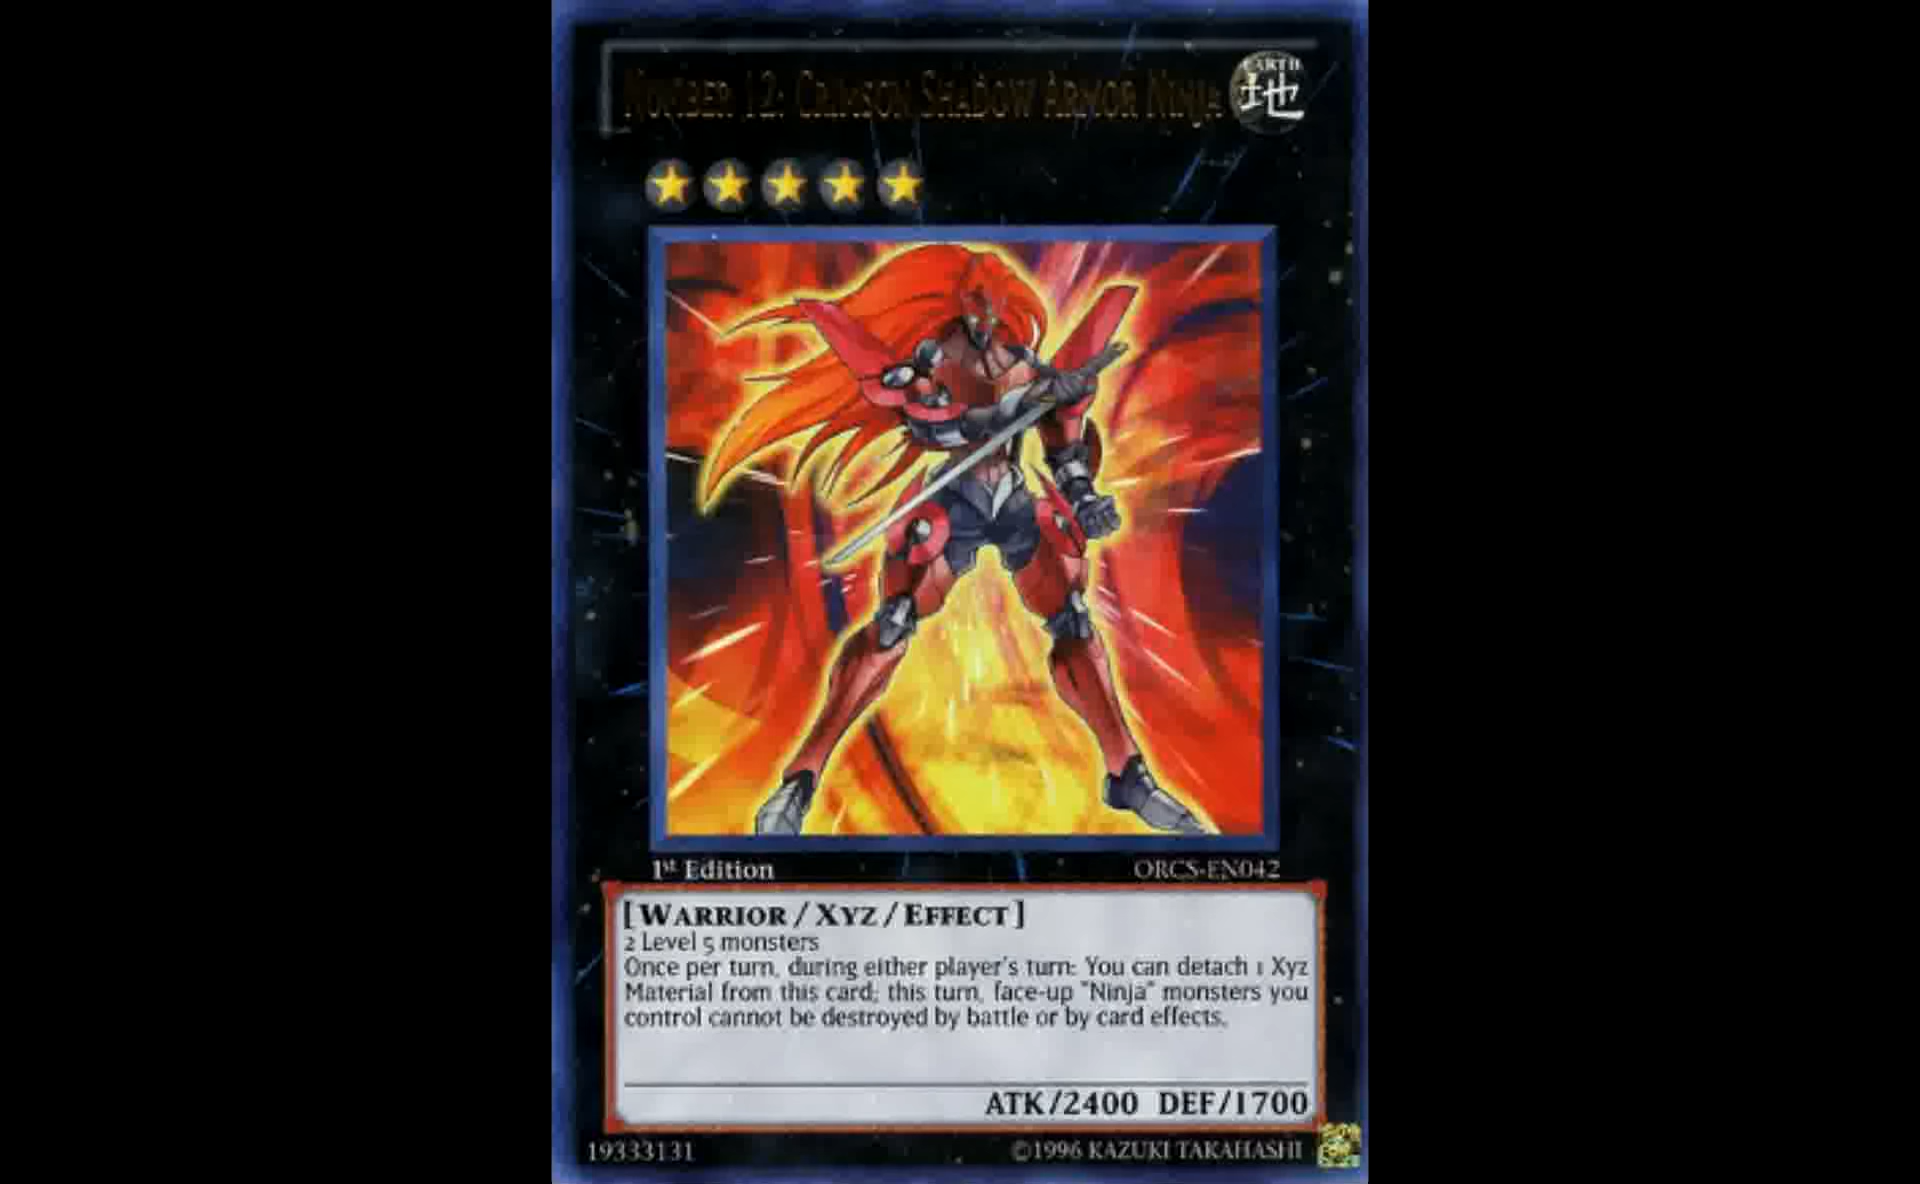 NUMBER 12: CRIMSON SHADOW ARMOR NINJA
EARTH
地
1st Edition
ORCS-EN042
[WARRIOR / XYZ / EFFECT]
2 Level 5 monsters
Once per turn, during either player's turn: You can detach 1 Xyz
Material from this card; this turn, face-up "Ninja" monsters you
control cannot be destroyed by battle or by card effects.
ATK/2400 DEF/1700
19333131
©1996 KAZUKI TAKAHASHI